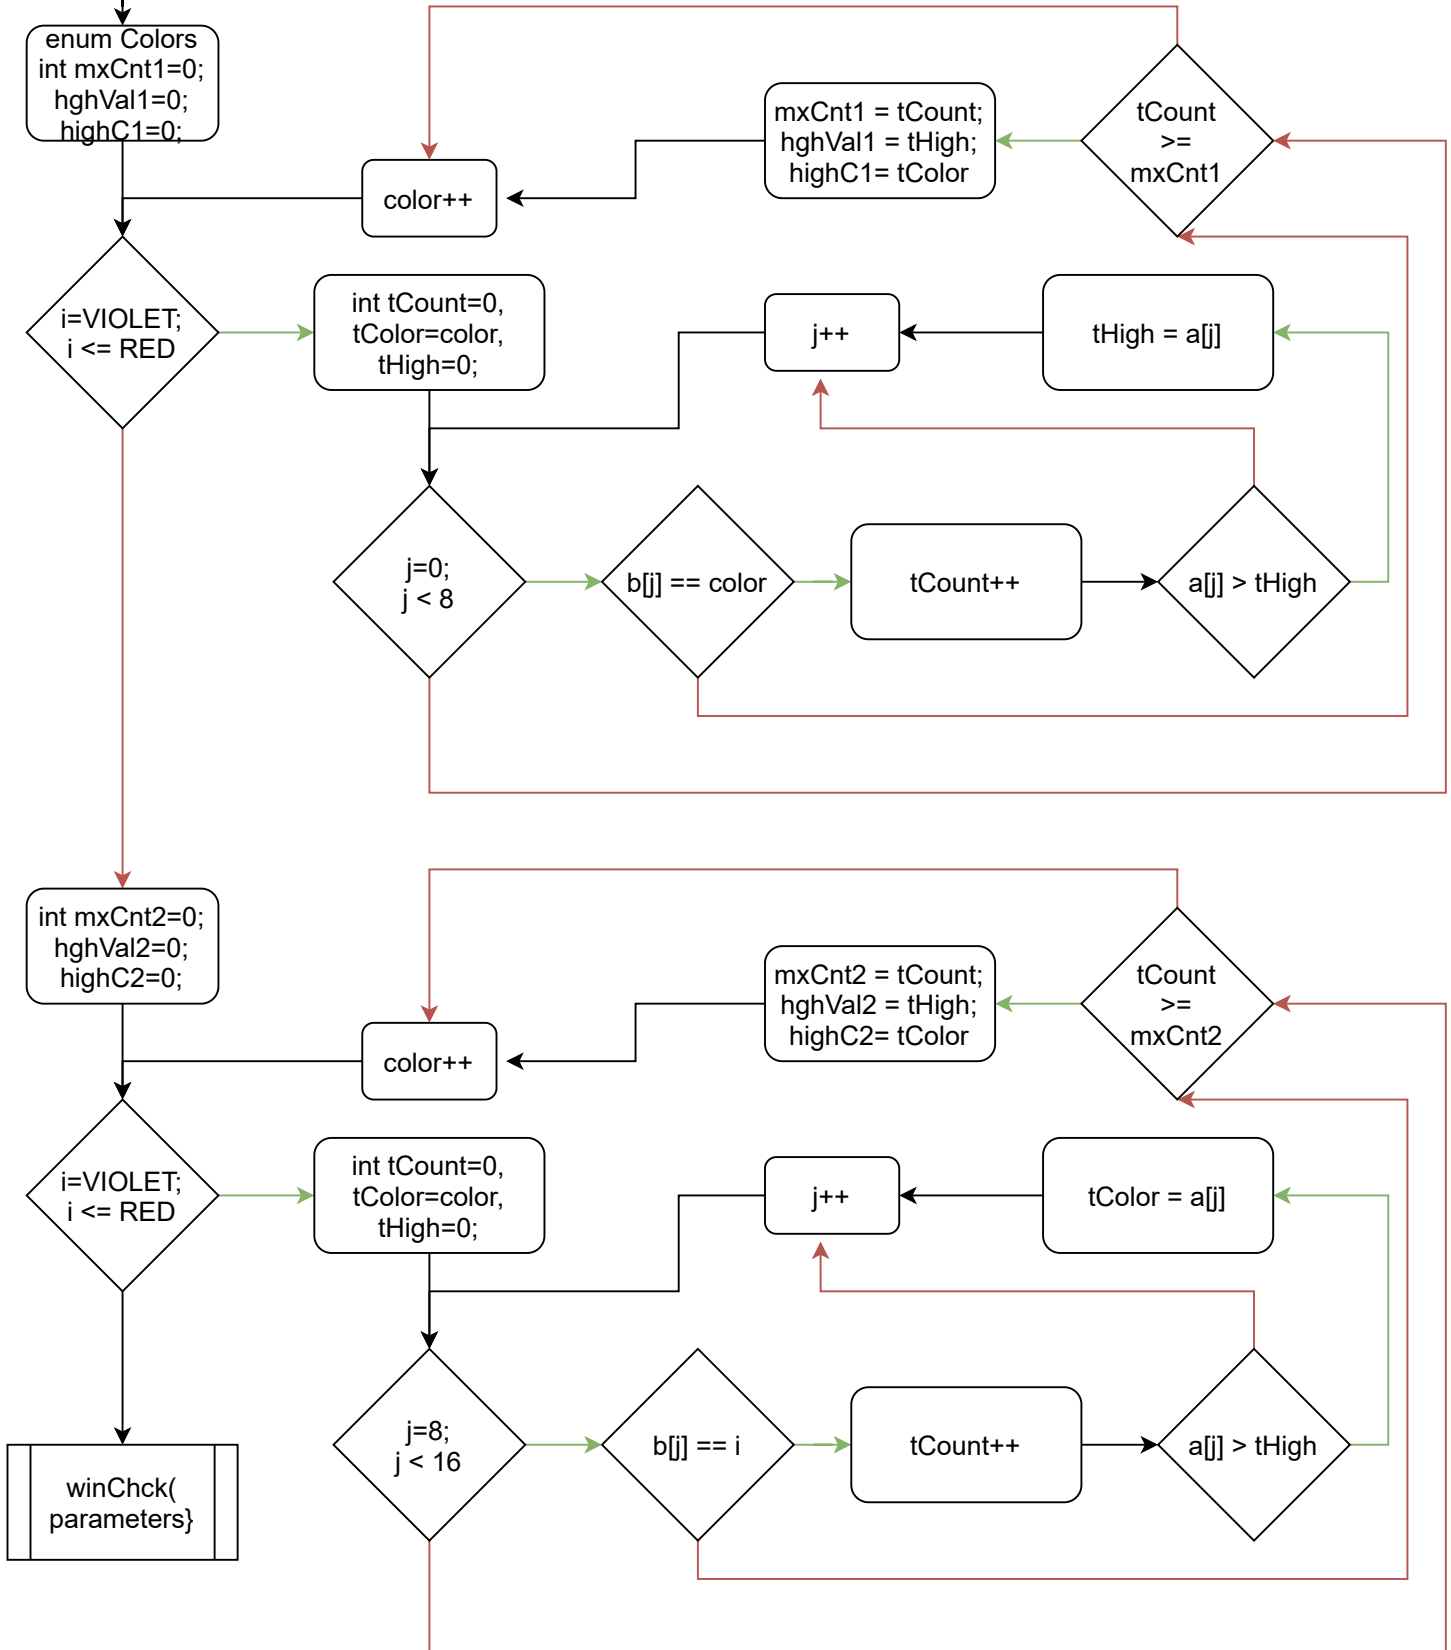 enum Colors
int mxCnt1=0;
hghVal1=0;
highC1=0;
mxCnt1 = tCount;
hghVal1 = tHigh;
highC1= tColor
tCount
>=
mxCnt1
color++
i=VIOLET;
i <= RED
int tCount=0,
tColor=color,
tHigh=0;
j++
tHigh = a[j]
j=0;
j < 8
b[j] == color
tCount++
a[j] > tHigh
int mxCnt2=0;
hghVal2=0;
highC2=0;
mxCnt2 = tCount;
hghVal2 = tHigh;
highC2= tColor
tCount
>=
mxCnt2
color++
i=VIOLET;
i <= RED
int tCount=0,
tColor=color,
tHigh=0;
j++
tColor = a[j]
j=8;
j < 16
b[j] == i
tCount++
a[j] > tHigh
winChck(
parameters}